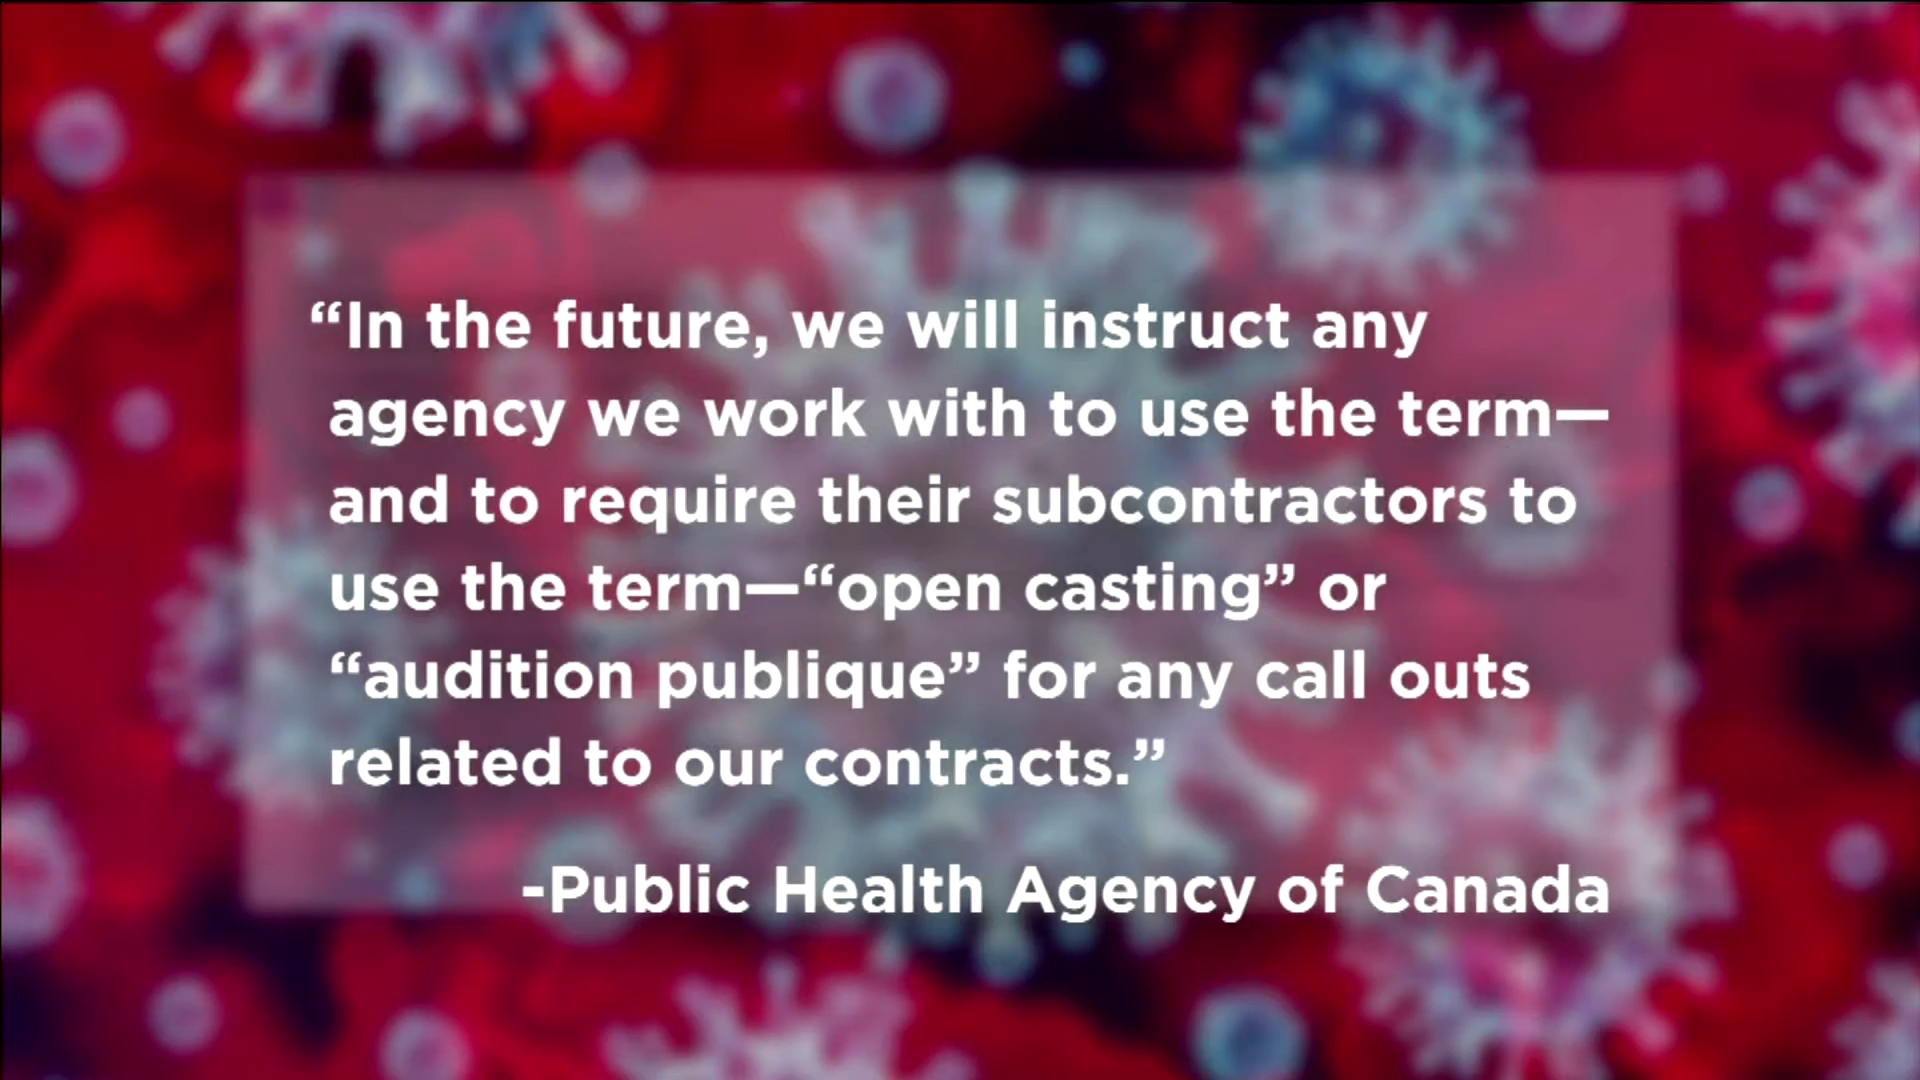 “In the future, we will instruct any
agency we work with to use the term—
and to require their subcontractors to
use the term—“open casting” or
“audition publique” for any call outs
related to our contracts.”
-Public Health Agency of Canada